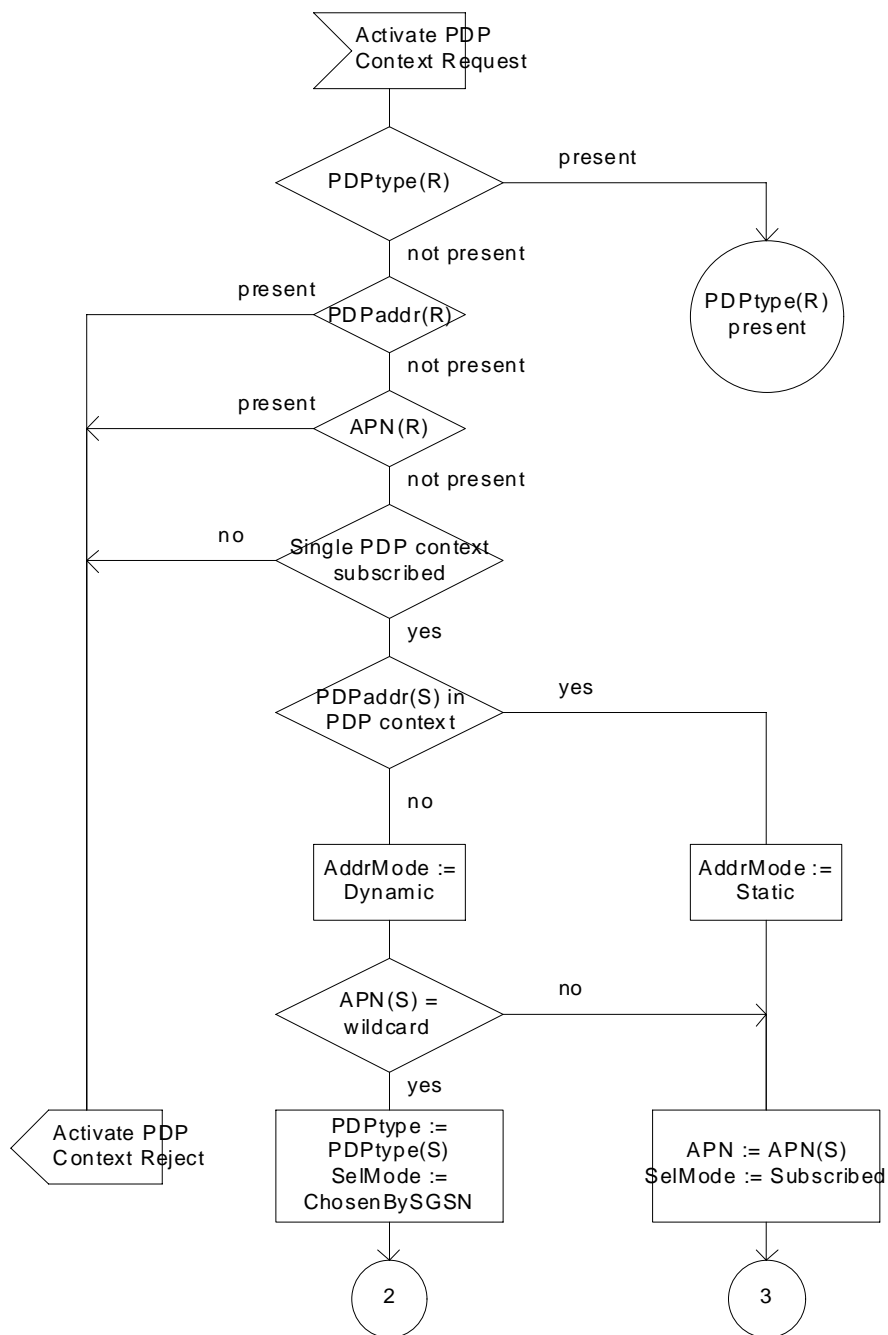 Activate PDP
Context Request
PDPtype(R)
present
not present
PDPtype(R)
present
present
PDPaddr(R)
not present
present
APN(R)
not present
no
Single PDP context
subscribed
yes
PDPaddr(S) in
PDP context
yes
no
AddrMode :=
Dynamic
AddrMode :=
Static
APN(S) =
wildcard
no
yes
Activate PDP
Context Reject
PDPtype :=
PDPtype(S)
SelMode :=
ChosenBySGSN
APN := APN(S)
SelMode := Subscribed
2
3